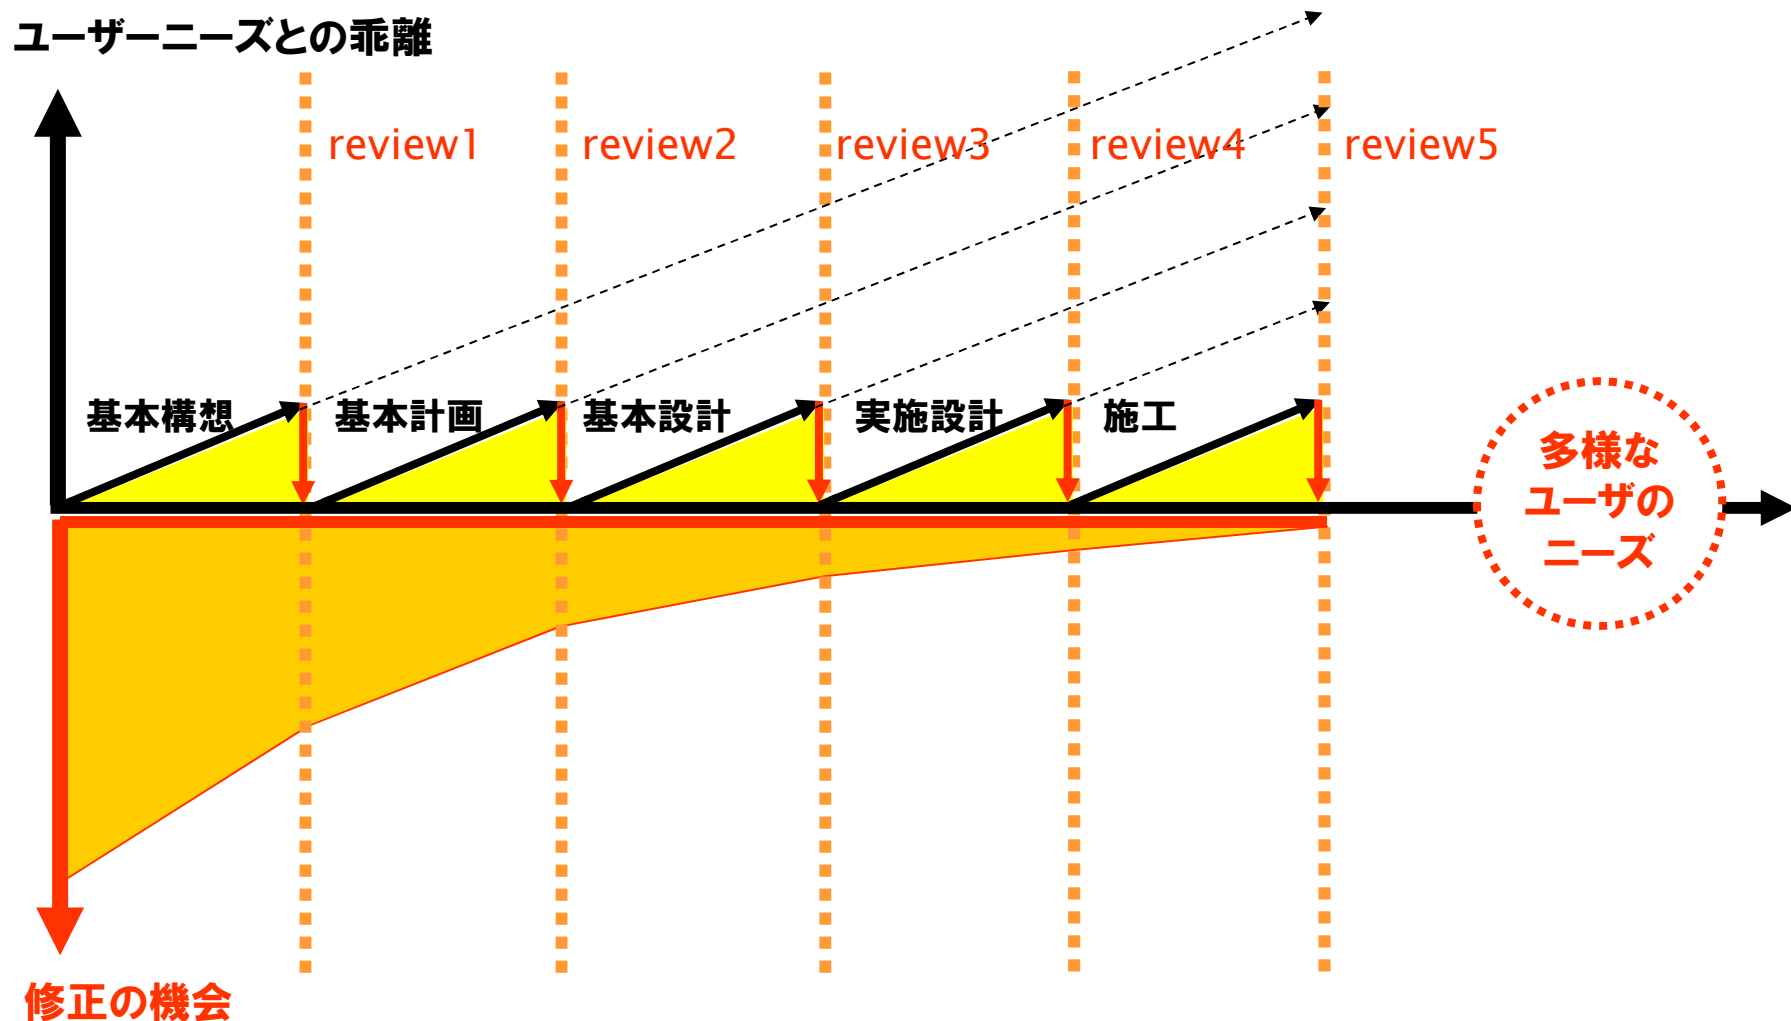 ユーザーニーズとの乖離
review1
review2
review3
review4
review5
基本構想
基本計画
基本設計
実施設計
施工
多様な
ユーザの
ニーズ
修正の機会